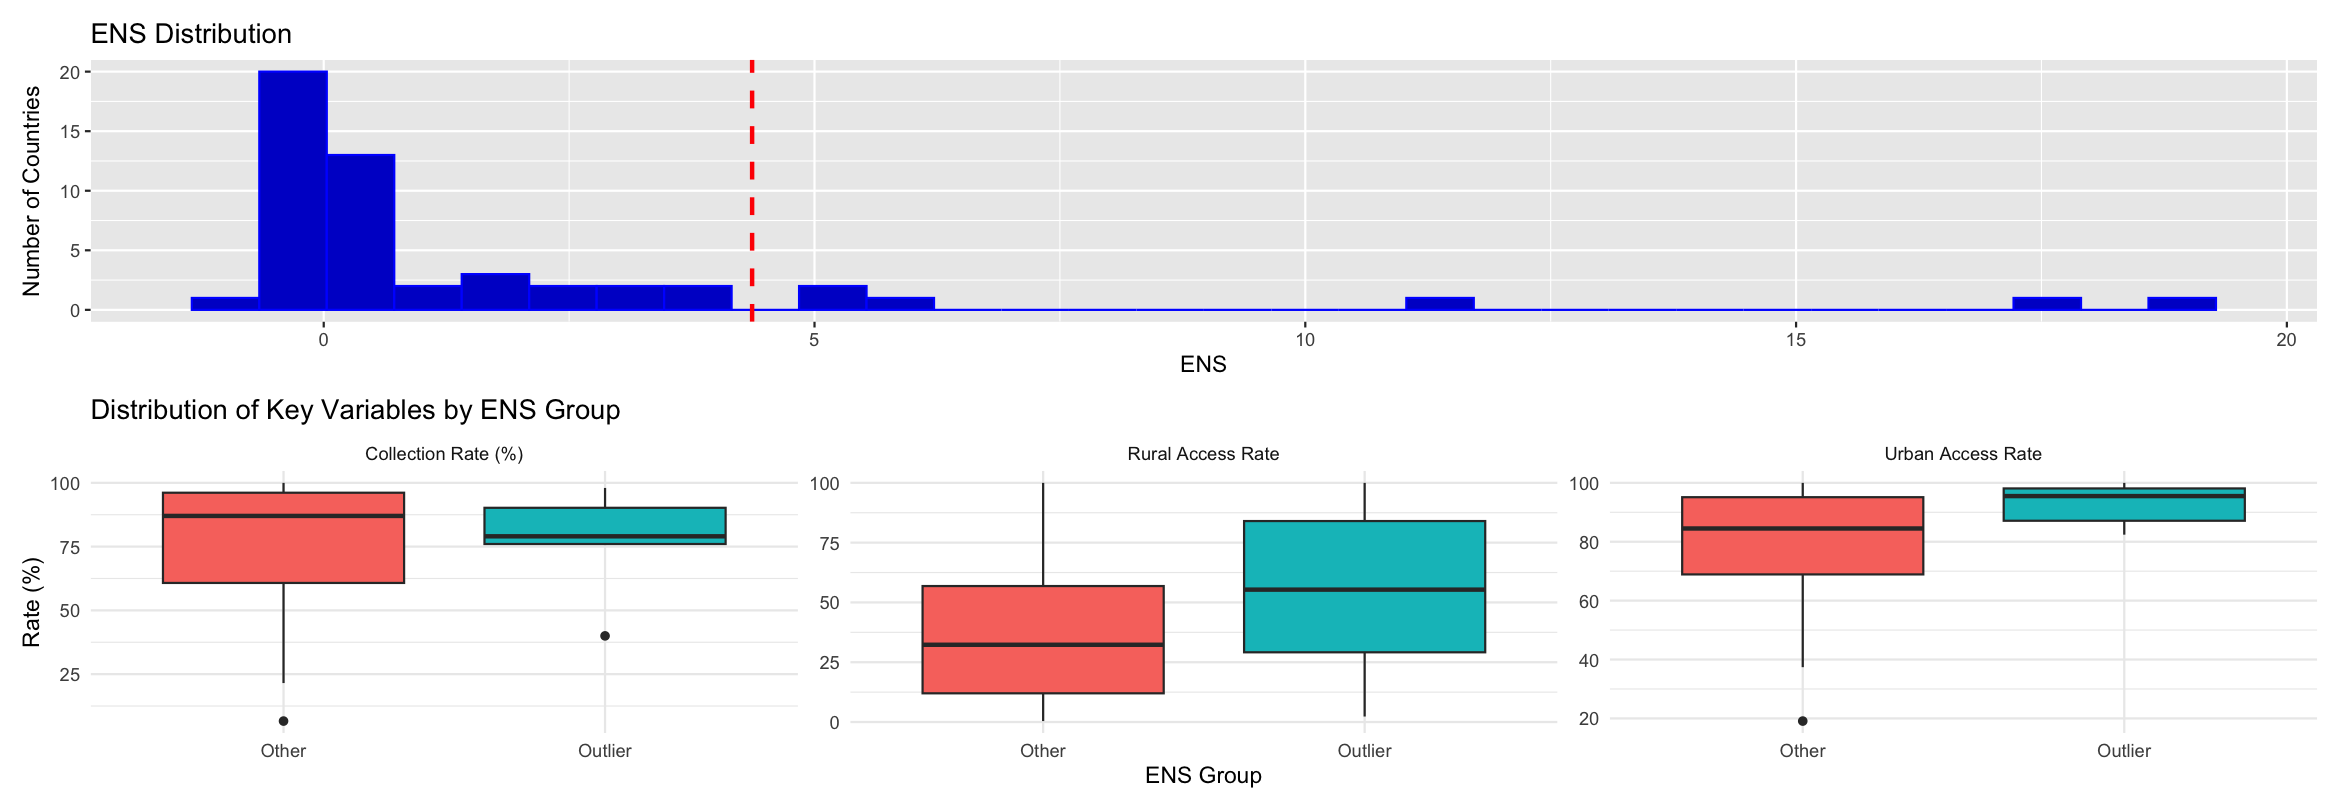 ENS Distribution
Number of Countries
20
15
10
5
0
0 5 10 15 20
ENS
Distribution of Key Variables by ENS Group
Collection Rate (%) Rural Access Rate Urban Access Rate
Rate (%)
100
75
50
25
100
75
50
25
0
100
80
60
40
20
Other Outlier Other Outlier Other Outlier
ENS Group